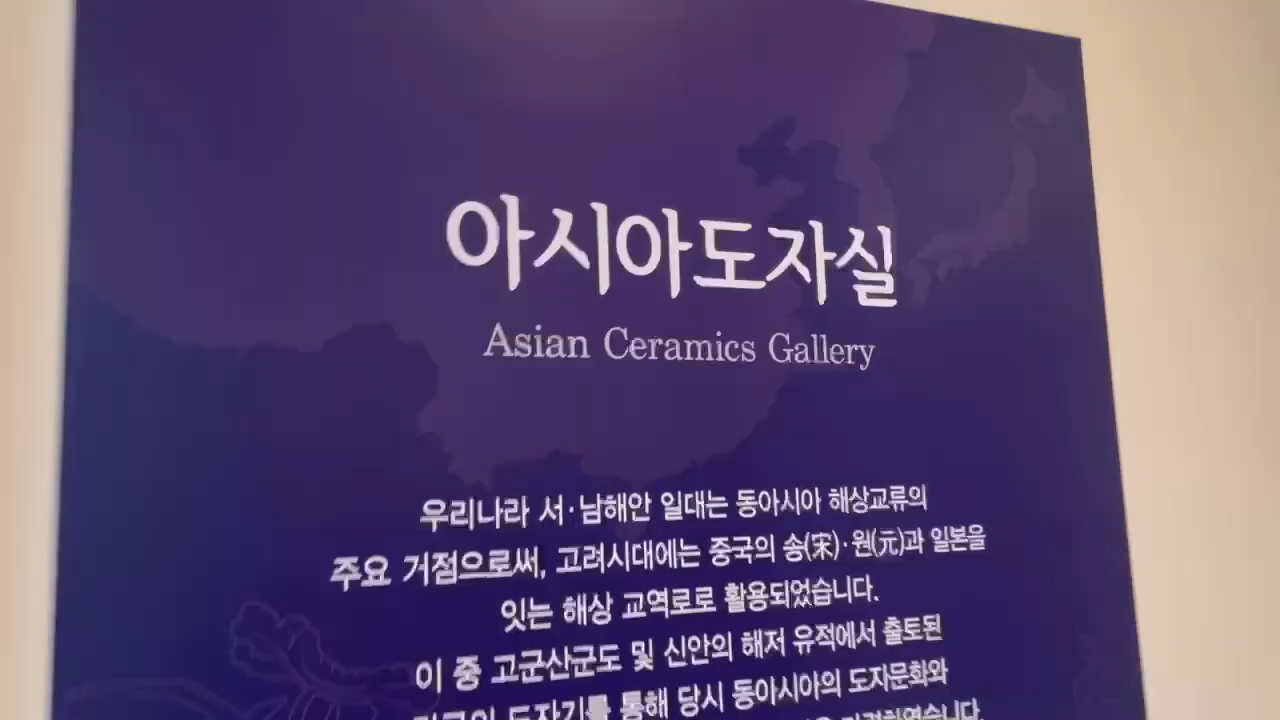 아시아도자실
Asian Ceramics Gallery
우리나라 서·남해안 일대는 동아시아 해상교류의
주요 거점으로써, 고려시대에는 중국의 송(宋)·원(元)과 일본을
잇는 해상 교역로로 활용되었습니다.
이 중 고군산군도 및 신안의 해저 유적에서 출토된
도자기를 통해 당시 동아시아의 도자문화와